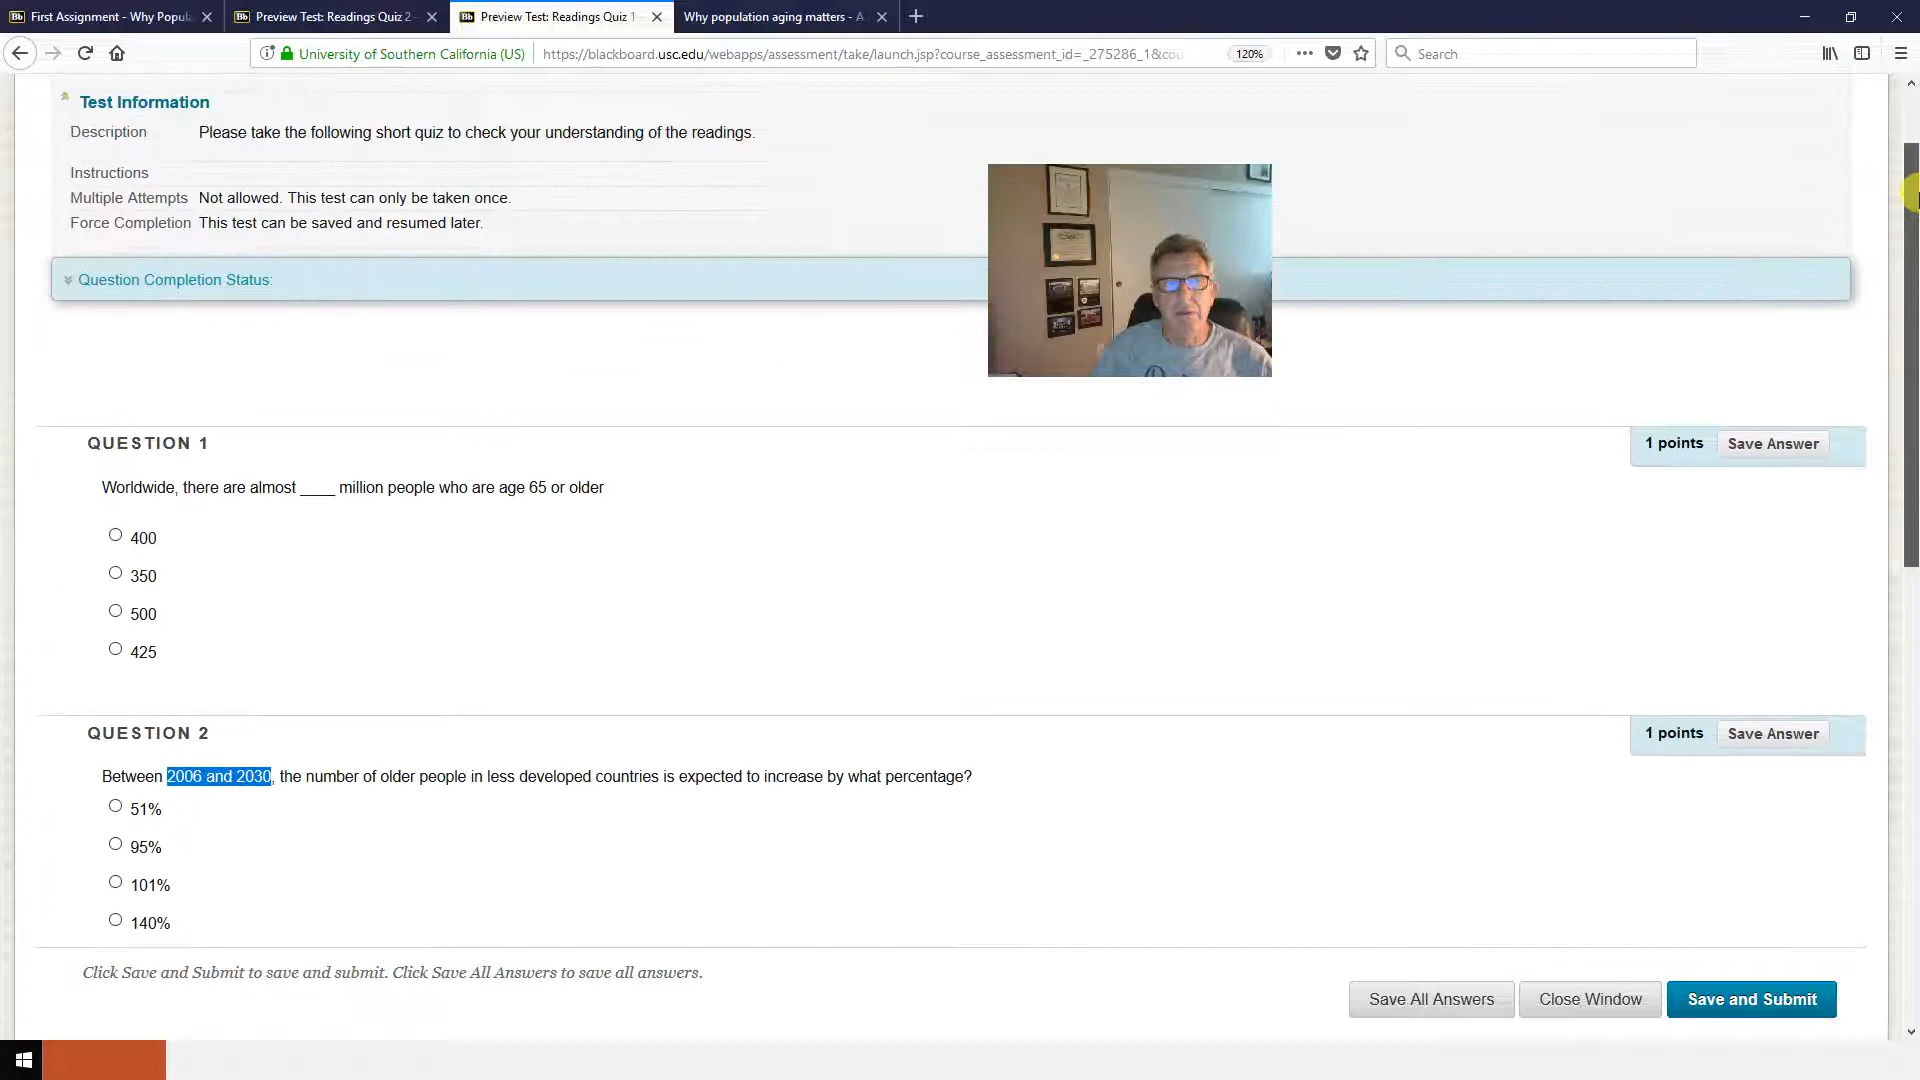 First Assignment - Why Popul
Preview Test: Readings Quiz 2 -
Preview Test: Readings Quiz 1
Why population aging matters - A
University of Southern California (US)
https://blackboard.usc.edu/webapps/assessment/take/launch.jsp?course_assessment_id=_275286_1&cou
120%
Search
Test Information
Description Please take the following short quiz to check your understanding of the readings.
Instructions
Multiple Attempts Not allowed. This test can only be taken once.
Force Completion This test can be saved and resumed later.
Question Completion Status:
QUESTION 1
1 points Save Answer
Worldwide, there are almost ____ million people who are age 65 or older
400
350
500
425
QUESTION 2
1 points Save Answer
Between 2006 and 2030, the number of older people in less developed countries is expected to increase by what percentage?
51%
95%
101%
140%
Click Save and Submit to save and submit. Click Save All Answers to save all answers.
Save All Answers Close Window Save and Submit